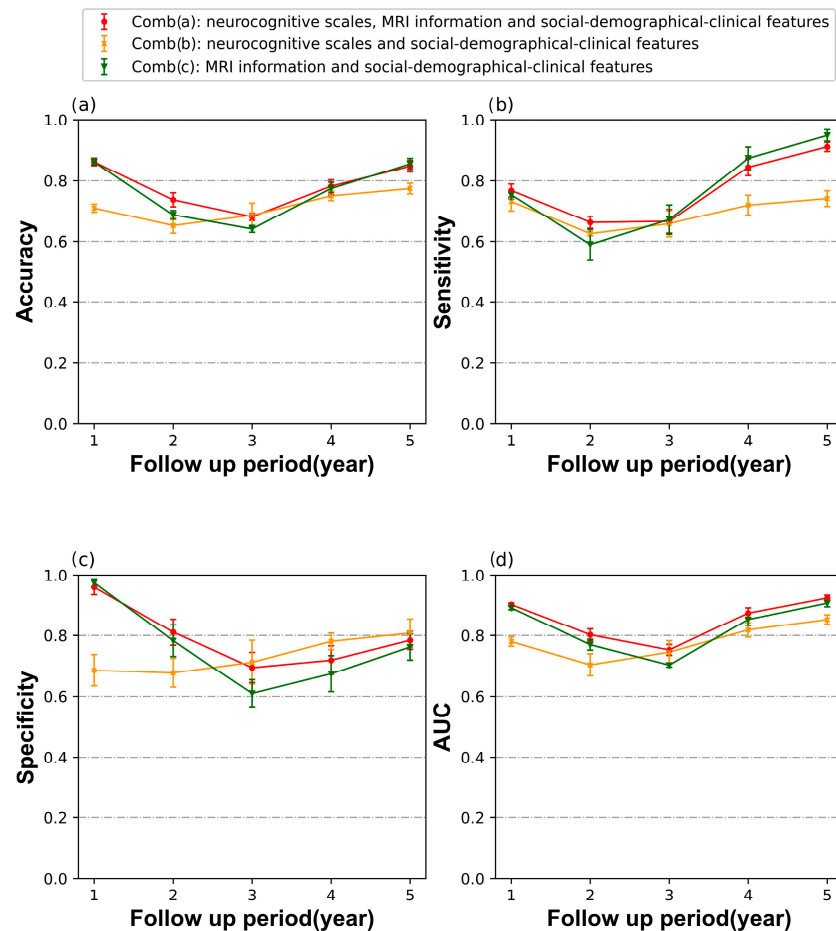 Comb(a): neurocognitive scales, MRI information and social-demographical-clinical features
Comb(b): neurocognitive scales and social-demographical-clinical features
Comb(c): MRI information and social-demographical-clinical features
(a)
1.0
0.8
0.6
0.4
0.2
0.0
Accuracy
1 2 3 4 5
Follow up period(year)
(b)
1.0
0.8
0.6
0.4
0.2
0.0
Sensitivity
1 2 3 4 5
Follow up period(year)
(c)
1.0
0.8
0.6
0.4
0.2
0.0
Specificity
1 2 3 4 5
Follow up period(year)
(d)
1.0
0.8
0.6
0.4
0.2
0.0
AUC
1 2 3 4 5
Follow up period(year)